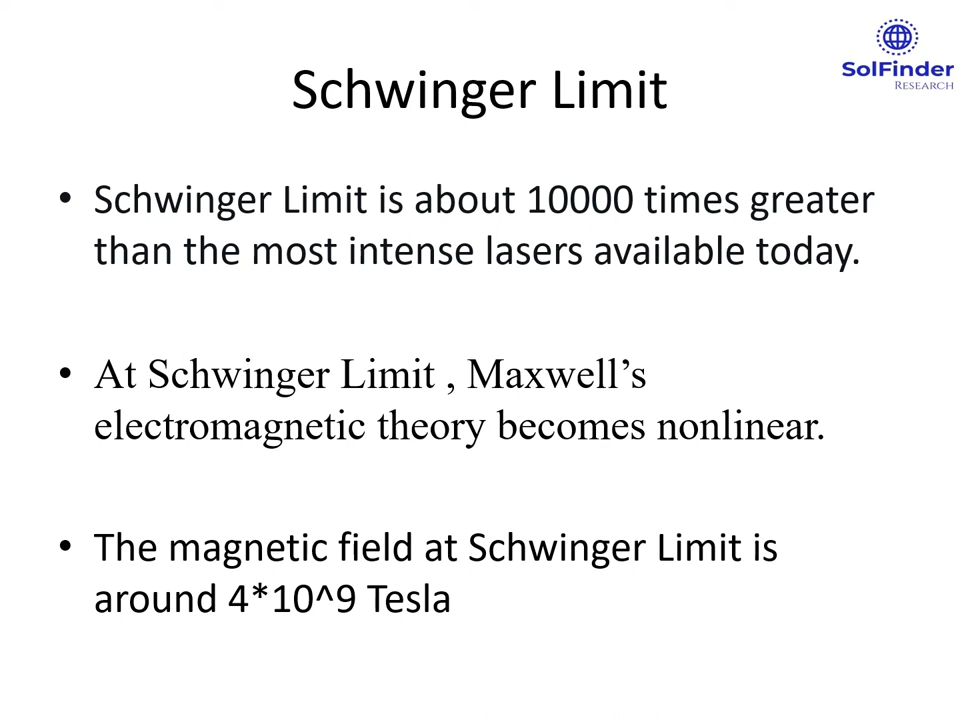 SolFinder
RESEARCH
Schwinger Limit
• Schwinger Limit is about 10000 times greater
than the most intense lasers available today.
• At Schwinger Limit , Maxwell’s
electromagnetic theory becomes nonlinear.
• The magnetic field at Schwinger Limit is
around 4*10^9 Tesla